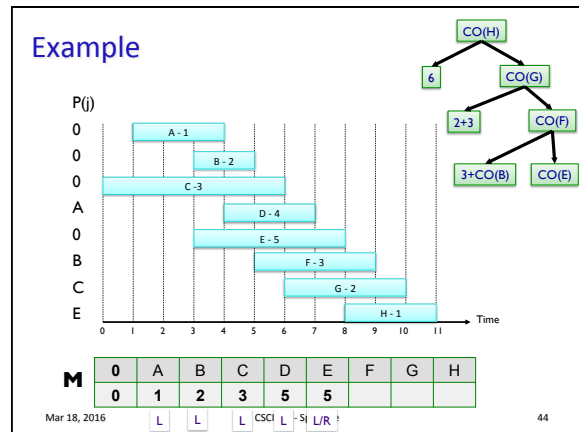 Example
CO(H)
6
CO(G)
2+3
CO(F)
3+CO(B)
CO(E)
P(j)
0
A - 1
0
B - 2
0
C -3
A
D - 4
0
E - 5
B
F - 3
C
G - 2
E
H - 1
Time
0 1 2 3 4 5 6 7 8 9 10 11
M
0 A B C D E F G H
0 1 2 3 5 5
Mar 18, 2016
L L L L L/R
44